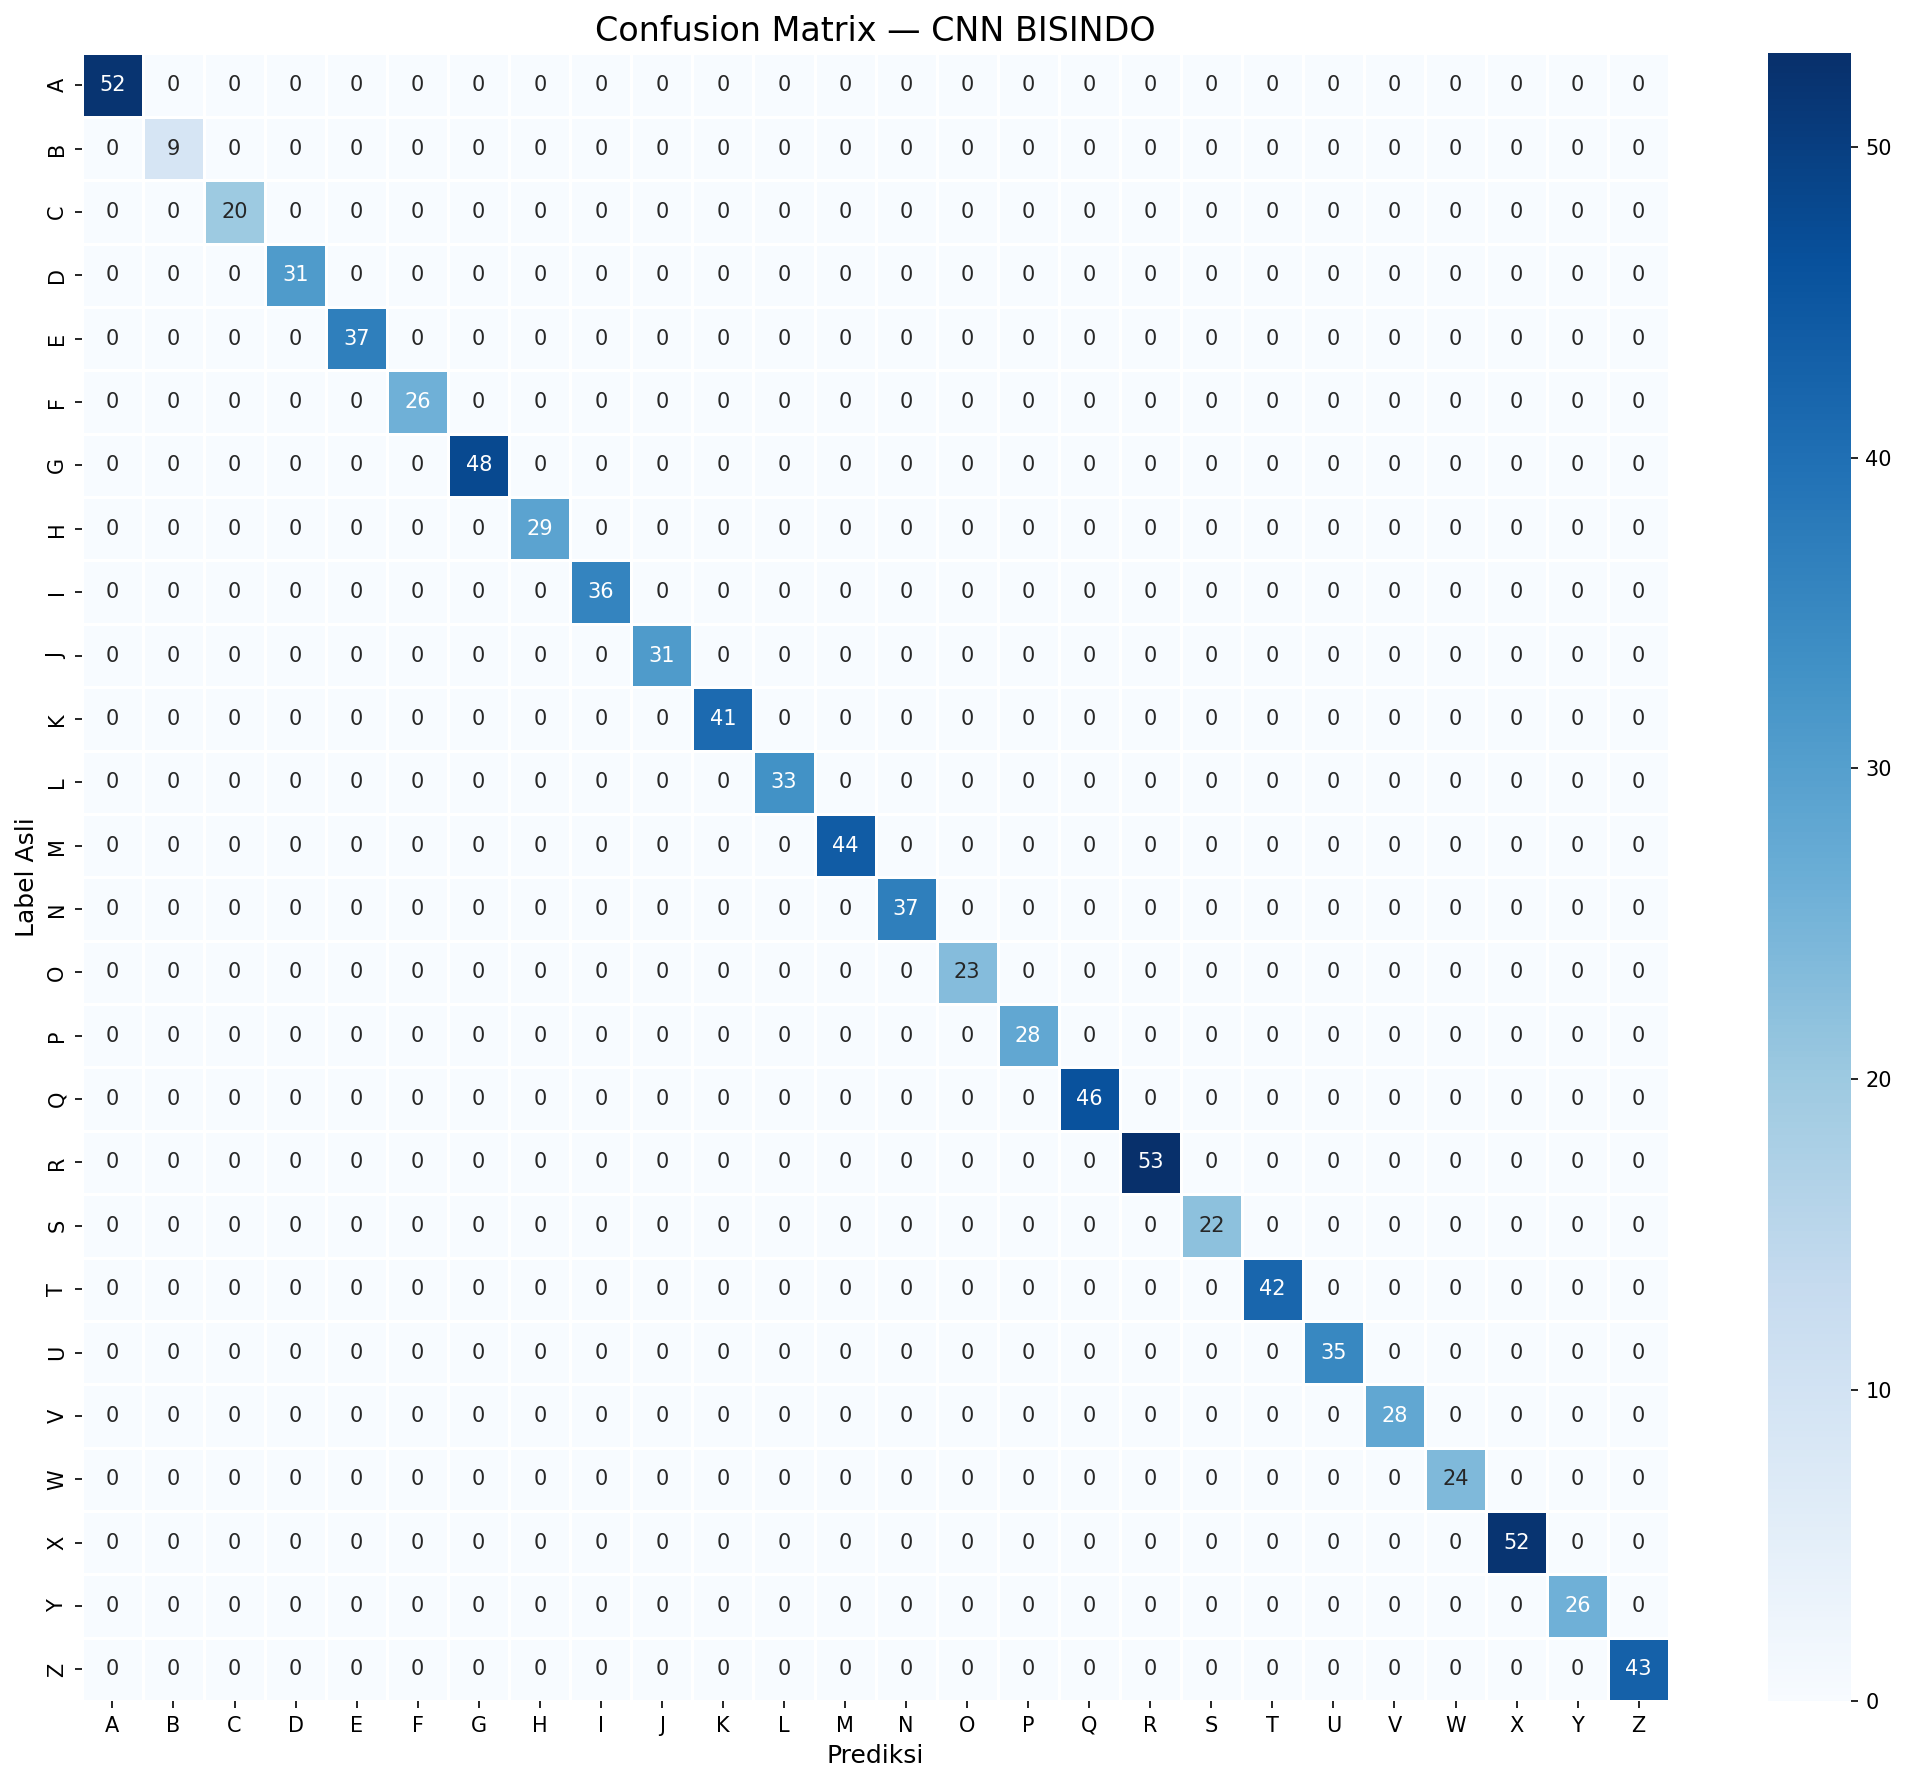 Confusion Matrix — CNN BISINDO
A 52 0 0 0 0 0 0 0 0 0 0 0 0 0 0 0 0 0 0 0 0 0 0 0 0 0
B 0 9 0 0 0 0 0 0 0 0 0 0 0 0 0 0 0 0 0 0 0 0 0 0 0 0 50
C 0 0 20 0 0 0 0 0 0 0 0 0 0 0 0 0 0 0 0 0 0 0 0 0 0 0
D 0 0 0 31 0 0 0 0 0 0 0 0 0 0 0 0 0 0 0 0 0 0 0 0 0 0
E 0 0 0 0 37 0 0 0 0 0 0 0 0 0 0 0 0 0 0 0 0 0 0 0 0 0
F 0 0 0 0 0 26 0 0 0 0 0 0 0 0 0 0 0 0 0 0 0 0 0 0 0 0
G 0 0 0 0 0 0 48 0 0 0 0 0 0 0 0 0 0 0 0 0 0 0 0 0 0 0 40
H 0 0 0 0 0 0 0 29 0 0 0 0 0 0 0 0 0 0 0 0 0 0 0 0 0 0
I 0 0 0 0 0 0 0 0 36 0 0 0 0 0 0 0 0 0 0 0 0 0 0 0 0 0
J 0 0 0 0 0 0 0 0 0 31 0 0 0 0 0 0 0 0 0 0 0 0 0 0 0 0
K 0 0 0 0 0 0 0 0 0 0 41 0 0 0 0 0 0 0 0 0 0 0 0 0 0 0
L 0 0 0 0 0 0 0 0 0 0 0 33 0 0 0 0 0 0 0 0 0 0 0 0 0 0 30
M 0 0 0 0 0 0 0 0 0 0 0 0 44 0 0 0 0 0 0 0 0 0 0 0 0 0
Label Asli
N 0 0 0 0 0 0 0 0 0 0 0 0 0 37 0 0 0 0 0 0 0 0 0 0 0 0
O 0 0 0 0 0 0 0 0 0 0 0 0 0 0 23 0 0 0 0 0 0 0 0 0 0 0
P 0 0 0 0 0 0 0 0 0 0 0 0 0 0 0 28 0 0 0 0 0 0 0 0 0 0
Q 0 0 0 0 0 0 0 0 0 0 0 0 0 0 0 0 46 0 0 0 0 0 0 0 0 0 20
R 0 0 0 0 0 0 0 0 0 0 0 0 0 0 0 0 0 53 0 0 0 0 0 0 0 0
S 0 0 0 0 0 0 0 0 0 0 0 0 0 0 0 0 0 0 22 0 0 0 0 0 0 0
T 0 0 0 0 0 0 0 0 0 0 0 0 0 0 0 0 0 0 0 42 0 0 0 0 0 0
U 0 0 0 0 0 0 0 0 0 0 0 0 0 0 0 0 0 0 0 0 35 0 0 0 0 0
V 0 0 0 0 0 0 0 0 0 0 0 0 0 0 0 0 0 0 0 0 0 28 0 0 0 0 10
W 0 0 0 0 0 0 0 0 0 0 0 0 0 0 0 0 0 0 0 0 0 0 24 0 0 0
X 0 0 0 0 0 0 0 0 0 0 0 0 0 0 0 0 0 0 0 0 0 0 0 52 0 0
Y 0 0 0 0 0 0 0 0 0 0 0 0 0 0 0 0 0 0 0 0 0 0 0 0 26 0
Z 0 0 0 0 0 0 0 0 0 0 0 0 0 0 0 0 0 0 0 0 0 0 0 0 0 43 0
A B C D E F G H I J K L M N O P Q R S T U V W X Y Z
Prediksi